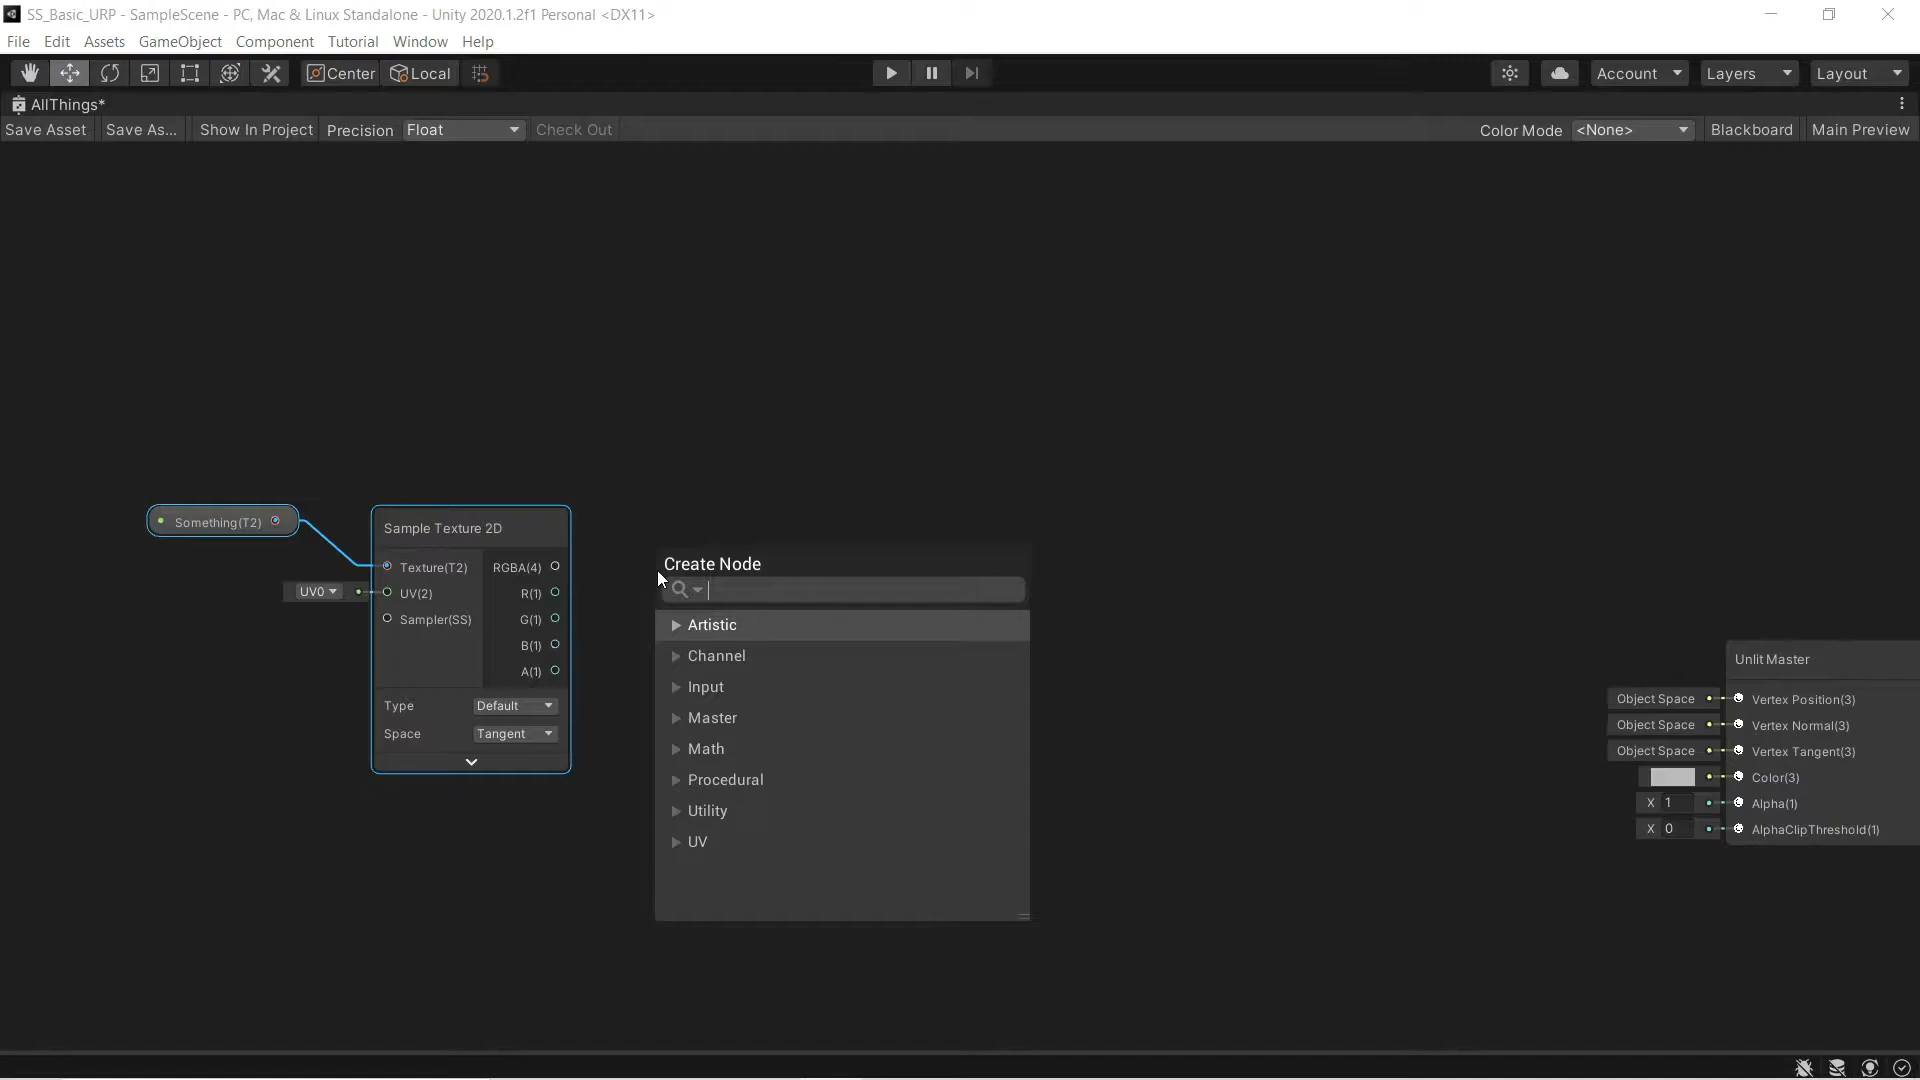 SS_Basic_URP - SampleScene - PC, Mac & Linux Standalone - Unity 2020.1.2f1 Personal <DX11>
File Edit Assets GameObject Component Tutorial Window Help
Center Local Account Layers Layout
AllThings*
Save Asset Save As... Show In Project Precision Float Check Out Color Mode <None> Blackboard Main Preview
Something(T2)
Sample Texture 2D
Texture(T2) RGBA(4)
UV0 UV(2) R(1)
Sampler(SS) G(1)
B(1)
A(1)
Type Default
Space Tangent
Create Node
Artistic
Channel
Input
Master
Math
Procedural
Utility
UV
Unlit Master
Object Space Vertex Position(3)
Object Space Vertex Normal(3)
Object Space Vertex Tangent(3)
Color(3)
X 1 Alpha(1)
X 0 AlphaClipThreshold(1)